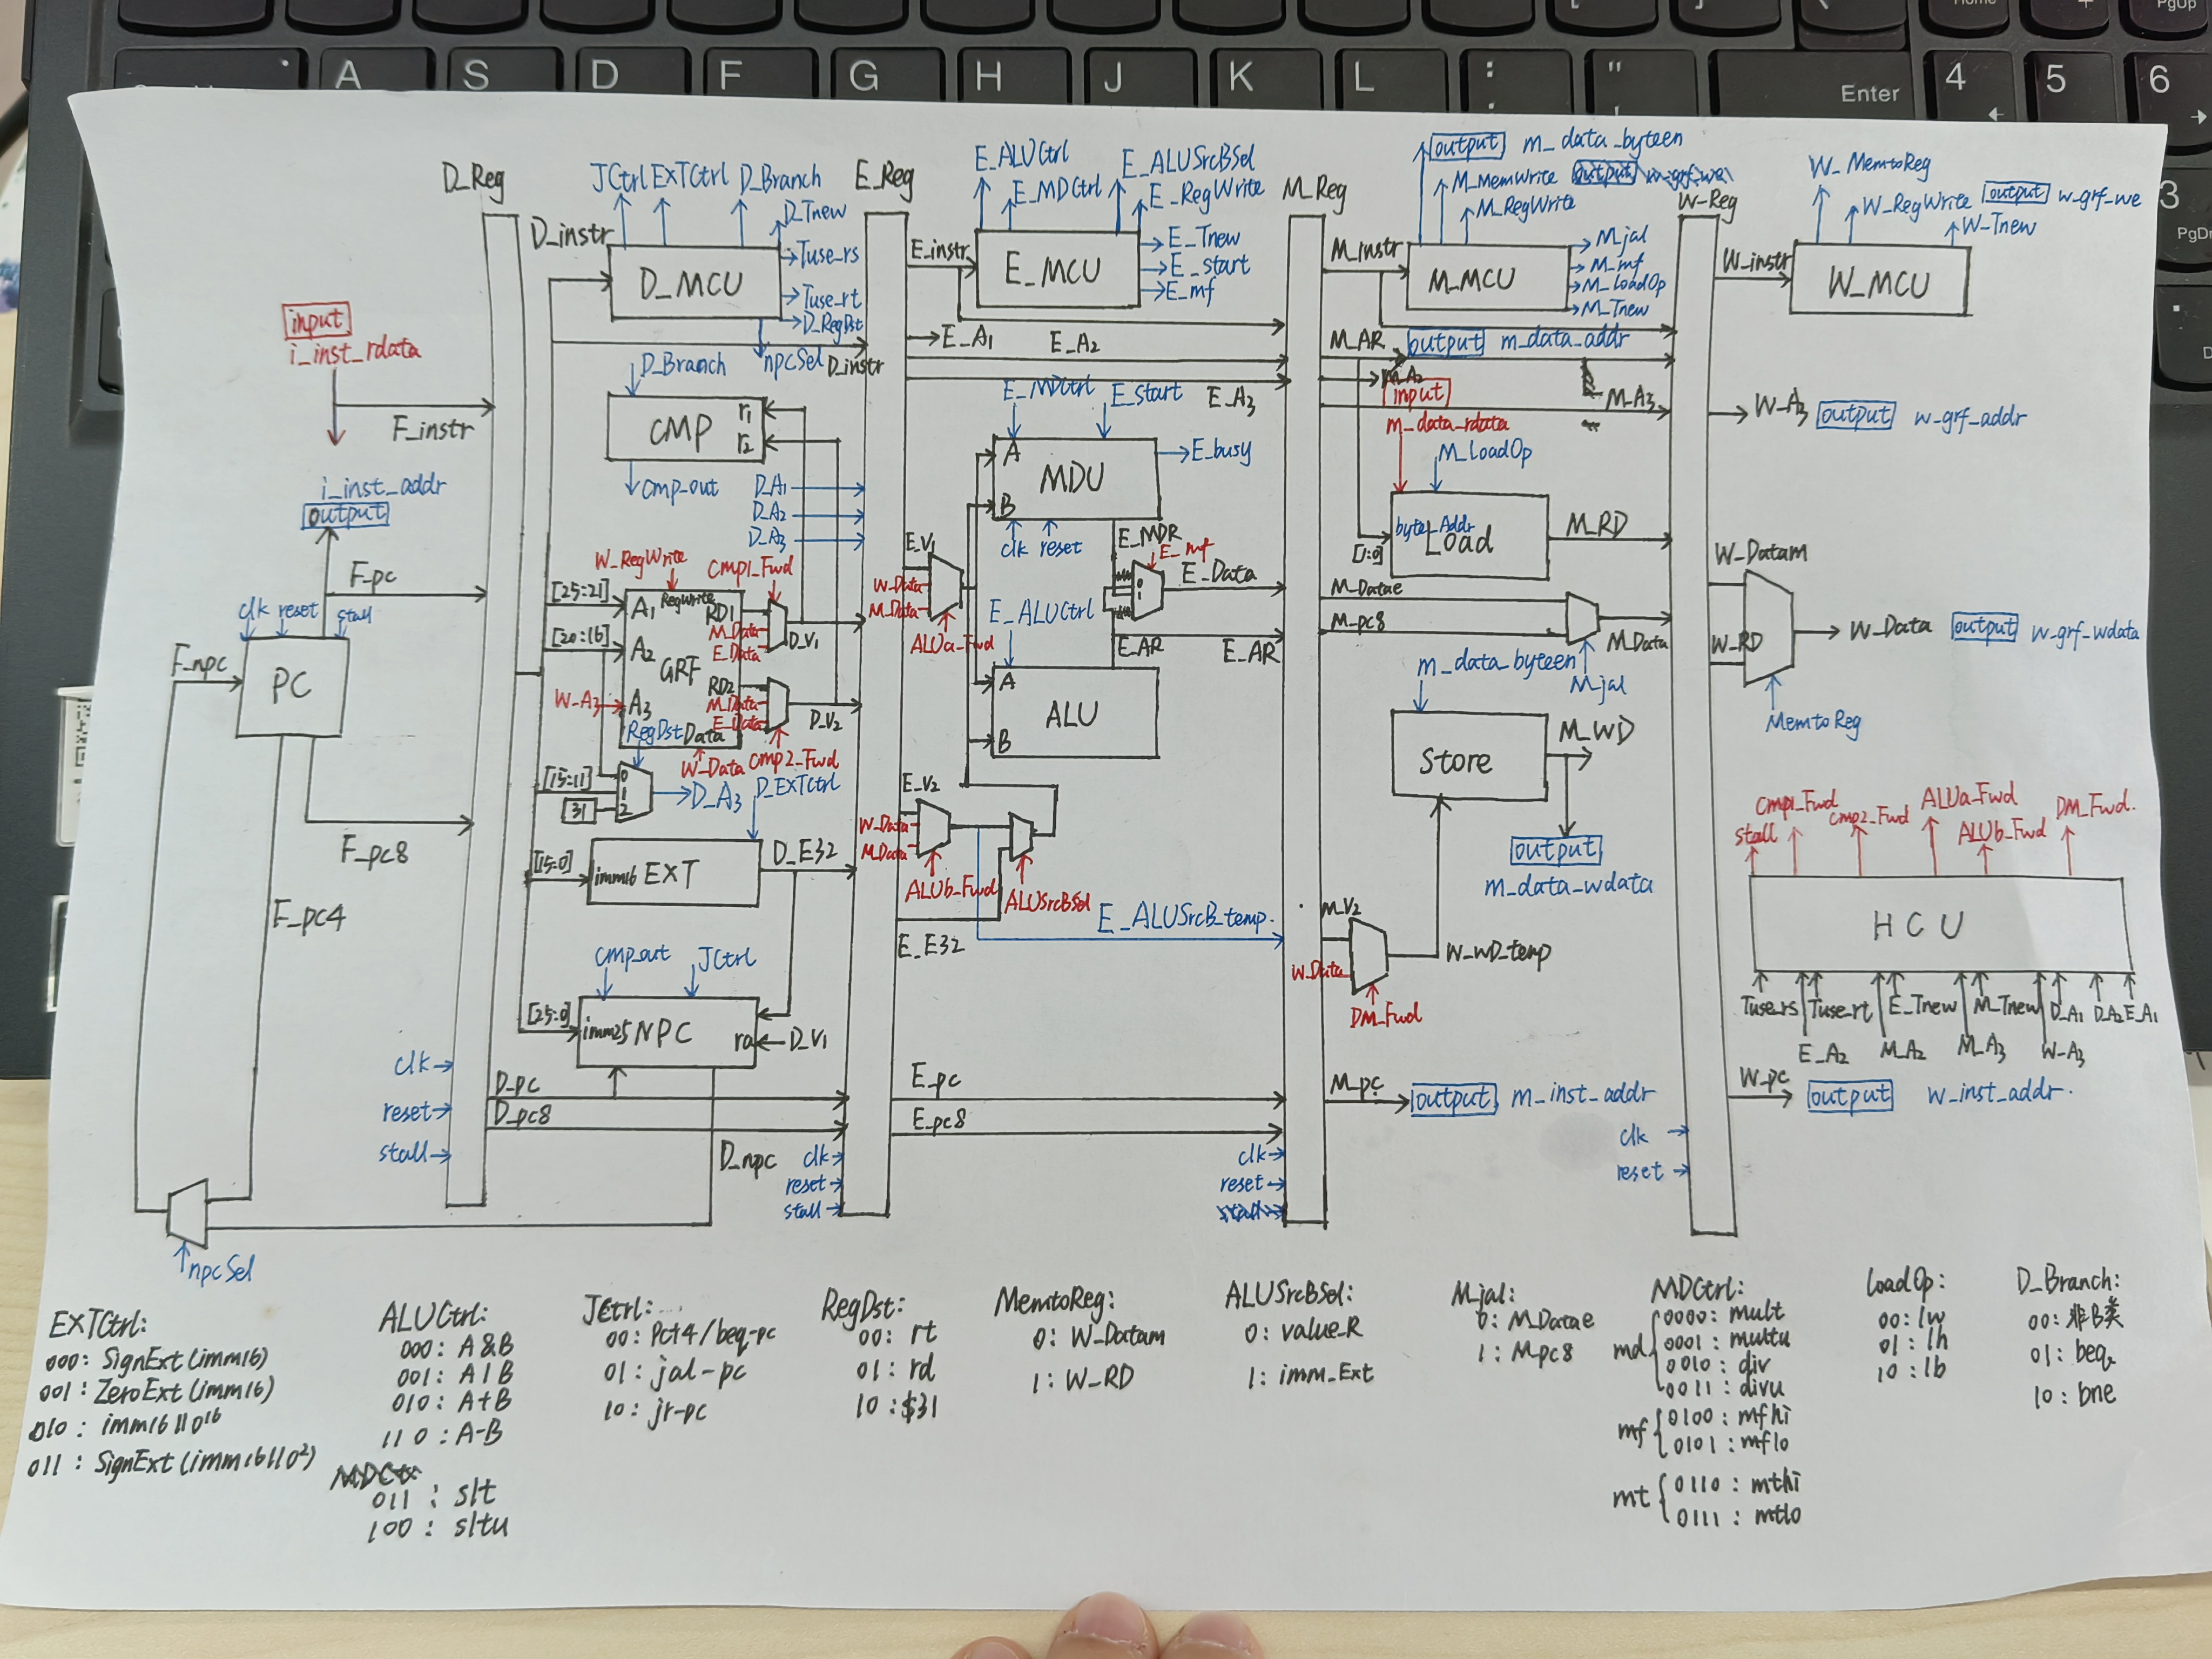 A S D F G H J K L : " Enter 4 5 6
Home
PgUp
3
PgDn
D_Reg
E_Reg
M_Reg
W_Reg
input
i_inst_rdata
F_instr
i_inst_addr
output
F_pc
clk reset stall
PC
F_npc
F_pc8
F_pc4
npcSel
clk
reset
stall
D_instr
JCtrl EXTCtrl D_Branch
D_Tnew
Tuse_rs
Tuse_rt
D_RegDst
D_MCU
npcSel D_instr
D_Branch
CMP
r1
r2
cmp_out
D_A1
D_A2
D_A3
W_RegWrite
CMP1_Fwd
[25:21]
A1 RegWrite RD1
M_Data
E_Data
D_V1
[20:16]
A2
GRF
RD2
M_Data
E_Data
D_V2
W_A3
A3
RegDst Data
W_Data CMP2_Fwd
[15:11]
31
0
1
2
D_A3
D_EXTCtrl
[15:0]
imm16 EXT
D_E32
cmp_out
JCtrl
[25:0]
imm25 NPC
ra
D_V1
D_pc
D_pc8
D_npc
clk
reset
stall
E_instr
E_ALUCtrl
E_MDCtrl
E_ALUSrcBSel
E_RegWrite
E_MCU
E_Tnew
E_start
E_mf
E_A1
E_A2
E_A3
E_MDCtrl E_start
A
MDU
B
E_busy
clk reset
E_MDR
E_mf
0
1
E_Data
E_V1
W_Data
M_Data
ALUa_Fwd
E_ALUCtrl
E_AR
E_AR
A
ALU
B
E_V2
W_Data
M_Data
ALUb_Fwd
ALUSrcBSel
E_E32
E_ALUSrcB_temp.
E_pc
E_pc8
clk
reset
output m_data_byteen
M_MemWrite
M_RegWrite
M_instr
M_MCU
M_jal
M_mf
M_LoadOp
M_Tnew
M_AR
output m_data_addr
M_A2
M_A3
input
m_data_rdata
M_LoadOp
byte_Addr
[1:0]
Load
M_RD
M_Datae
M_pc8
M_Data
M_jal
m_data_byteen
Store
M_WD
output
m_data_wdata
M_V2
W_Data
W_WD_temp
DM_Fwd
M_pc
output m_inst_addr
clk
reset
W_MemtoReg
W_RegWrite output w_grf_we
W_Tnew
W_instr
W_MCU
W_A3 output w_grf_addr
W_Datam
W_RD
W_Data output w_grf_wdata
MemtoReg
stall
CMP1_Fwd
CMP2_Fwd
ALUa_Fwd
ALUb_Fwd
DM_Fwd.
HCU
Tuse_rs Tuse_rt E_Tnew M_Tnew D_A1 D_A2 E_A1
E_A2 M_A2 M_A3 W_A3
W_pc
output w_inst_addr.
EXTCtrl:
000: SignExt(imm16)
001: ZeroExt(imm16)
010: imm16||0^16
011: SignExt(imm16||0²)
ALUCtrl:
000: A&B
001: A|B
010: A+B
110: A-B
011: slt
100: sltu
JCtrl:
00: PC+4/beq-pc
01: jal-pc
10: jr-pc
RegDst:
00: rt
01: rd
10: $31
MemtoReg:
0: W_Datam
1: W_RD
ALUSrcBSel:
0: value_R
1: imm_Ext
M_jal:
0: M_Datae
1: M_pc8
MDCtrl:
md
0000: mult
0001: multu
0010: div
0011: divu
mf
0100: mfhi
0101: mflo
mt
0110: mthi
0111: mtlo
LoadOp:
00: lw
01: lh
10: lb
D_Branch:
00: 非B类
01: beq
10: bne